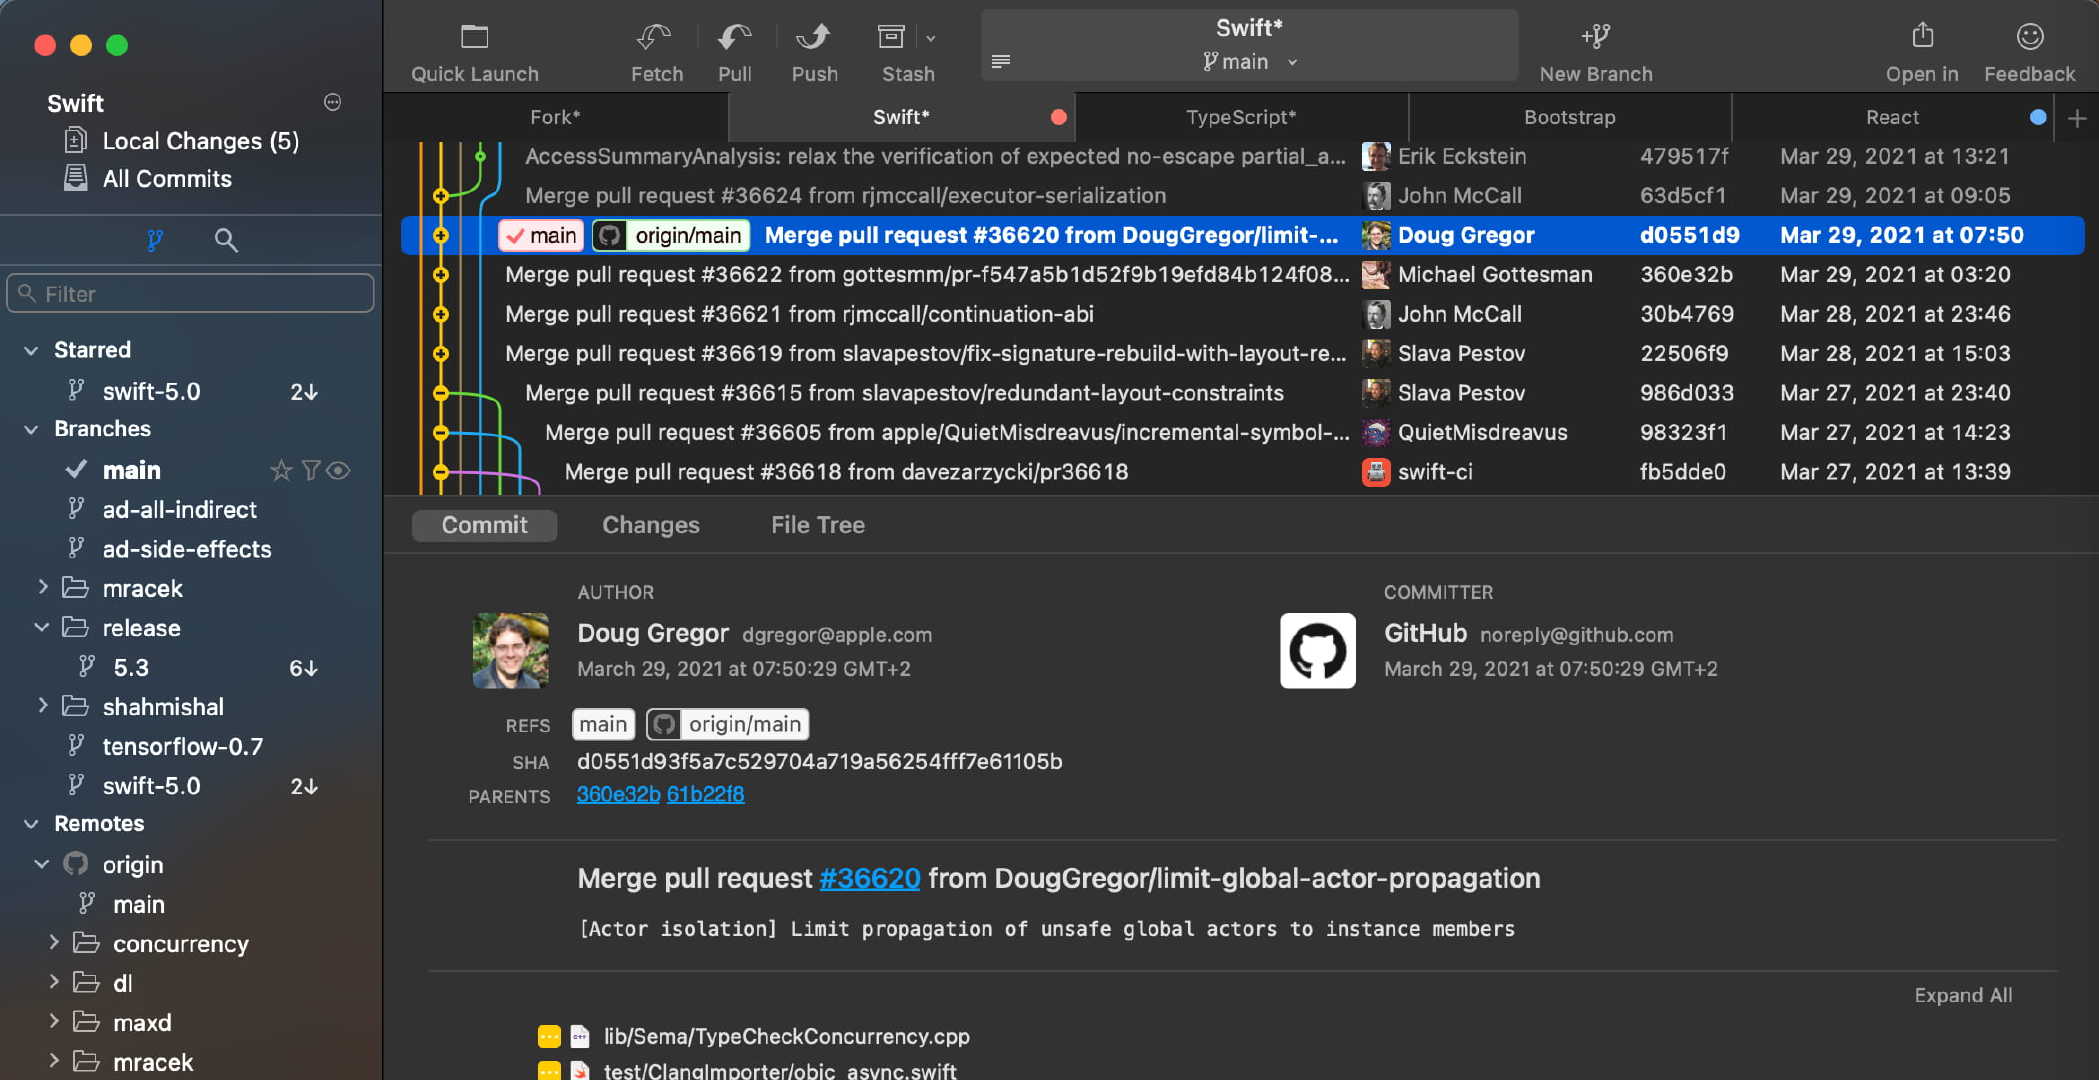 Quick Launch
Fetch
Pull
Push
Stash
Swift*
main
New Branch
Open in
Feedback
Swift
Local Changes (5)
All Commits
Filter
Starred
swift-5.0 2↓
Branches
main
ad-all-indirect
ad-side-effects
mracek
release
5.3 6↓
shahmishal
tensorflow-0.7
swift-5.0 2↓
Remotes
origin
main
concurrency
dl
maxd
mracek
Fork*
Swift*
TypeScript*
Bootstrap
React
AccessSummaryAnalysis: relax the verification of expected no-escape partial_a... Erik Eckstein 479517f Mar 29, 2021 at 13:21
Merge pull request #36624 from rjmccall/executor-serialization John McCall 63d5cf1 Mar 29, 2021 at 09:05
main origin/main Merge pull request #36620 from DougGregor/limit-... Doug Gregor d0551d9 Mar 29, 2021 at 07:50
Merge pull request #36622 from gottesmm/pr-f547a5b1d52f9b19efd84b124f08... Michael Gottesman 360e32b Mar 29, 2021 at 03:20
Merge pull request #36621 from rjmccall/continuation-abi John McCall 30b4769 Mar 28, 2021 at 23:46
Merge pull request #36619 from slavapestov/fix-signature-rebuild-with-layout-re... Slava Pestov 22506f9 Mar 28, 2021 at 15:03
Merge pull request #36615 from slavapestov/redundant-layout-constraints Slava Pestov 986d033 Mar 27, 2021 at 23:40
Merge pull request #36605 from apple/QuietMisdreavus/incremental-symbol-... QuietMisdreavus 98323f1 Mar 27, 2021 at 14:23
Merge pull request #36618 from davezarzycki/pr36618 swift-ci fb5dde0 Mar 27, 2021 at 13:39
Commit
Changes
File Tree
AUTHOR
Doug Gregor dgregor@apple.com
March 29, 2021 at 07:50:29 GMT+2
COMMITTER
GitHub noreply@github.com
March 29, 2021 at 07:50:29 GMT+2
REFS main origin/main
SHA d0551d93f5a7c529704a719a56254fff7e61105b
PARENTS 360e32b 61b22f8
Merge pull request #36620 from DougGregor/limit-global-actor-propagation
[Actor isolation] Limit propagation of unsafe global actors to instance members
Expand All
lib/Sema/TypeCheckConcurrency.cpp
test/ClangImporter/objc_async.swift